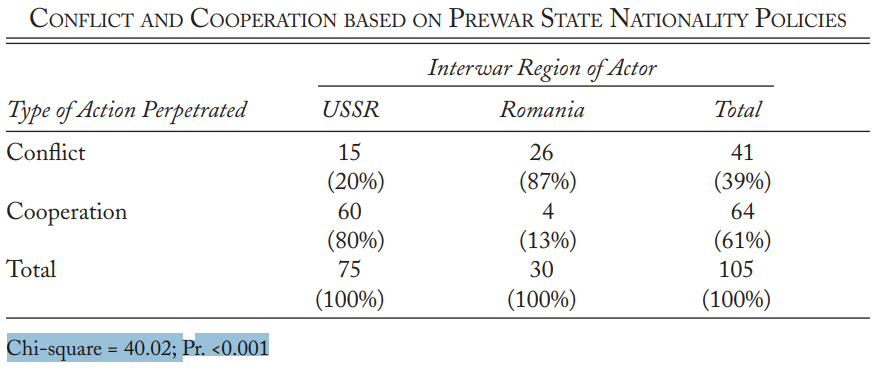 CONFLICT AND COOPERATION BASED ON PREWAR STATE NATIONALITY POLICIES
Interwar Region of Actor
Type of Action Perpetrated USSR Romania Total
Conflict 15 26 41
(20%) (87%) (39%)
Cooperation 60 4 64
(80%) (13%) (61%)
Total 75 30 105
(100%) (100%) (100%)
Chi-square = 40.02; Pr. <0.001